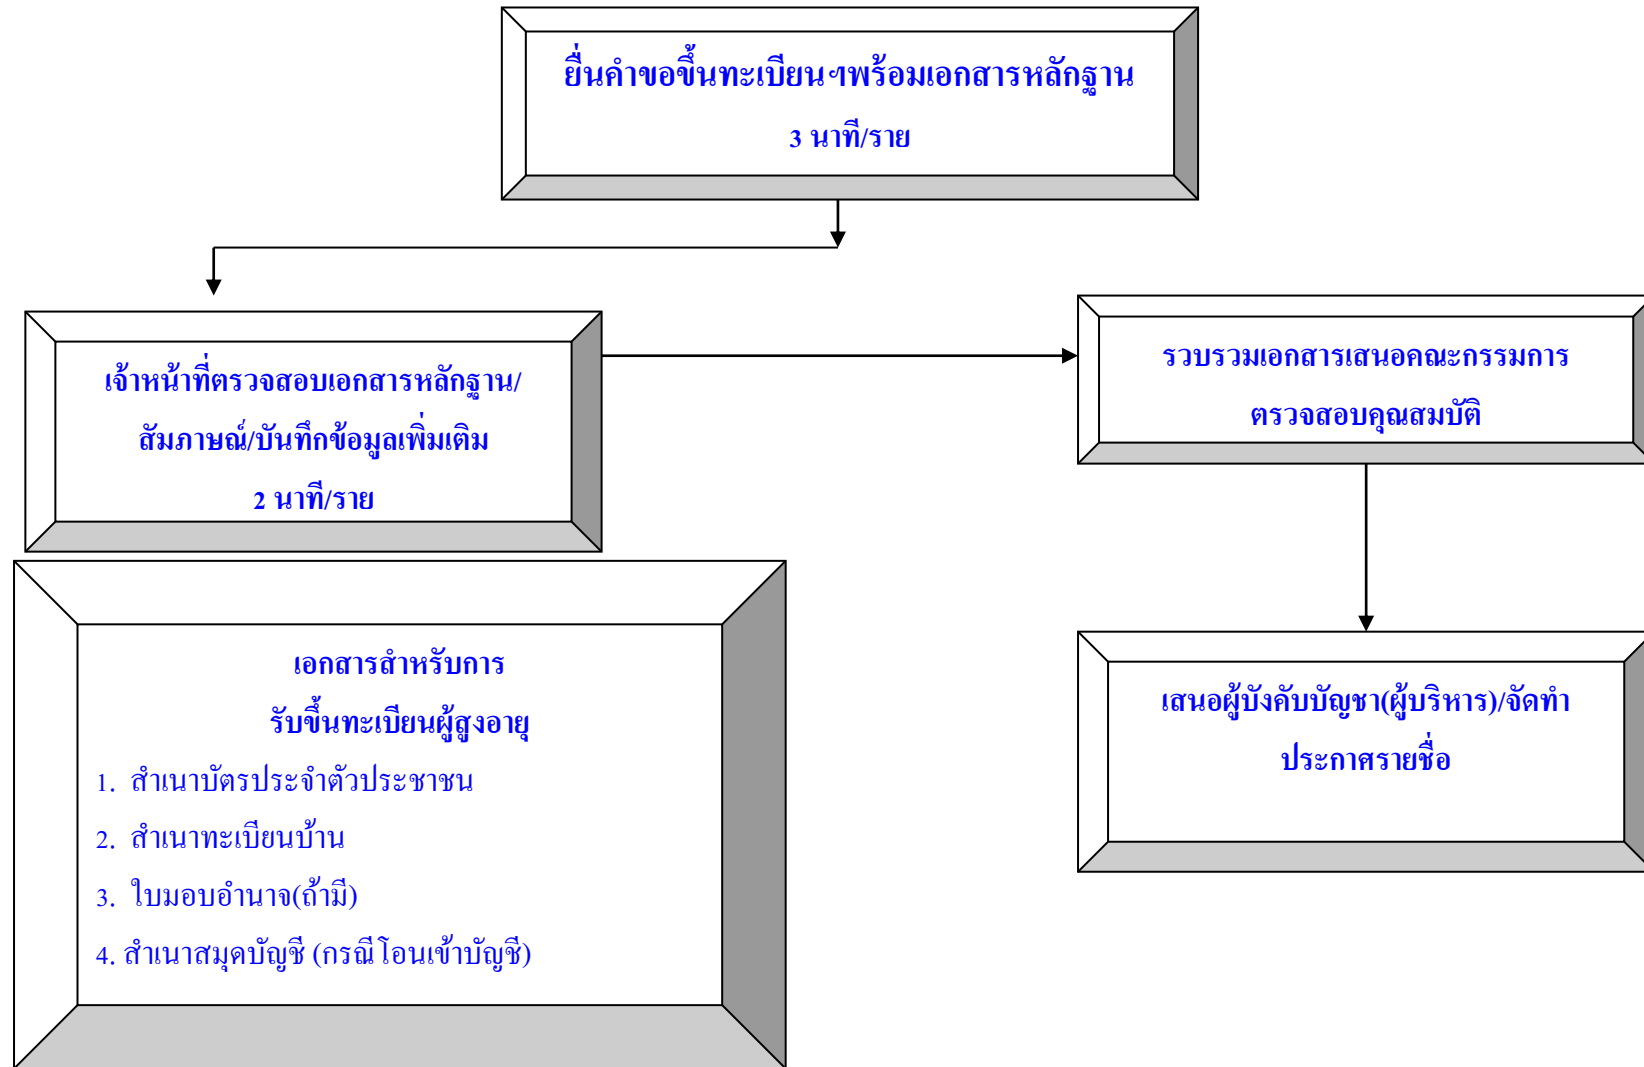 ยื่นคำขอขึ้นทะเบียนฯพร้อมเอกสารหลักฐาน
3 นาที/ราย
เจ้าหน้าที่ตรวจสอบเอกสารหลักฐาน/
สัมภาษณ์/บันทึกข้อมูลเพิ่มเติม
2 นาที/ราย
รวบรวมเอกสารเสนอคณะกรรมการ
ตรวจสอบคุณสมบัติ
เสนอผู้บังคับบัญชา(ผู้บริหาร)/จัดทำ
ประกาศรายชื่อ
เอกสารสำหรับการ
รับขึ้นทะเบียนผู้สูงอายุ
1. สำเนาบัตรประจำตัวประชาชน
2. สำเนาทะเบียนบ้าน
3. ใบมอบอำนาจ(ถ้ามี)
4. สำเนาสมุดบัญชี (กรณีโอนเข้าบัญชี)